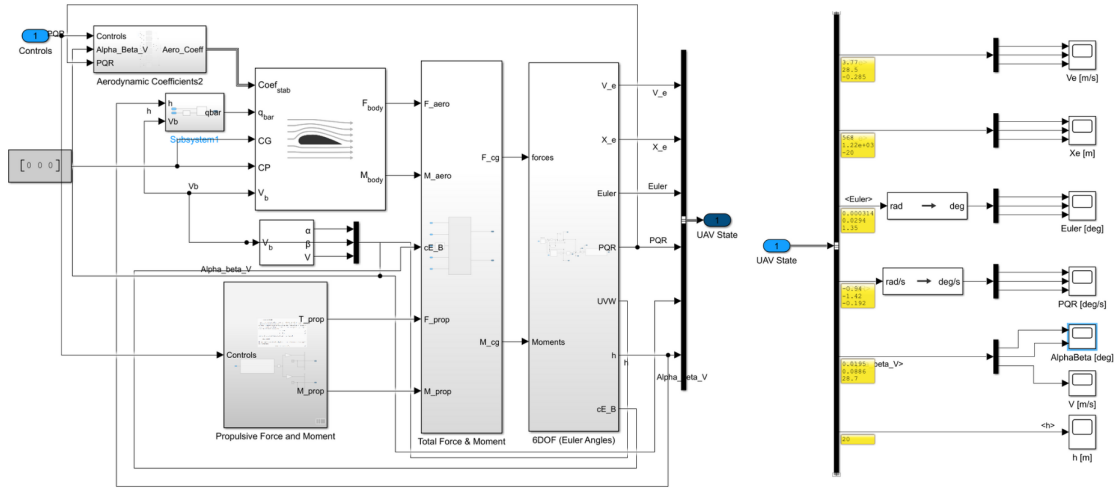 1
Controls
PQR
Controls
Alpha_Beta_V
PQR
Aero_Coeff
Aerodynamic Coefficients2
h
h
Vb
qbar
Subsystem1
[0 0 0]
Coef_stab
q_bar
CG
CP
V_b
F_body
M_body
Vb
V_b
α
β
V
Alpha_beta_V
Controls
T_prop
M_prop
Propulsive Force and Moment
F_aero
M_aero
cE_B
F_prop
M_prop
F_cg
M_cg
Total Force & Moment
forces
Moments
V_e
X_e
Euler
PQR
UVW
h
cE_B
6DOF (Euler Angles)
V_e
X_e
Euler
PQR
h
Alpha_beta_V
1
UAV State
1
UAV State
3.77
28.5
-0.285
Ve [m/s]
568
1.22e+03
-20
Xe [m]
<Euler>
0.000314
0.0294
1.35
rad
deg
Euler [deg]
-0.94
-1.42
-0.192
rad/s
deg/s
PQR [deg/s]
0.0195
0.0886
28.7
beta_V>
AlphaBeta [deg]
V [m/s]
20
<h>
h [m]